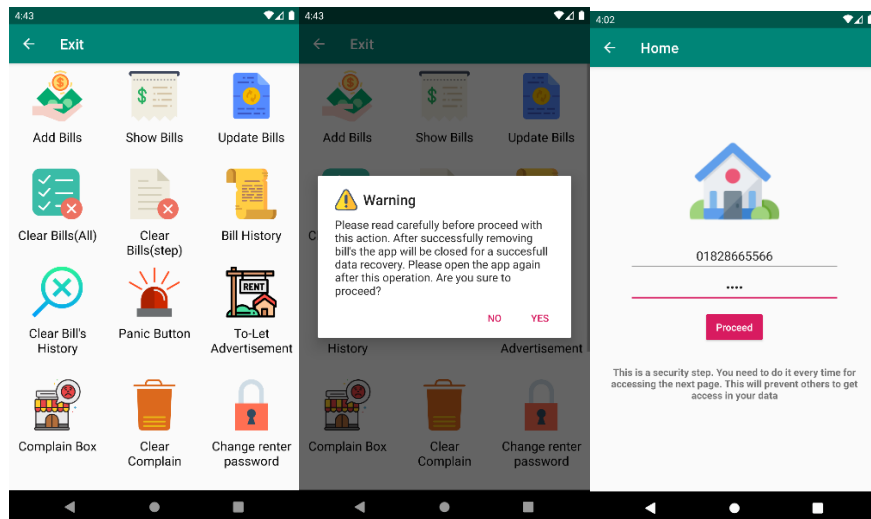 4:43
Exit
Add Bills
Show Bills
Update Bills
Clear Bills(All)
Clear
Bills(step)
Bill History
Clear Bill's
History
Panic Button
RENT
To-Let
Advertisement
Complain Box
Clear
Complain
Change renter
password
4:43
Exit
Add Bills
Show Bills
Update Bills
C
Warning
Please read carefully before proceed with
this action. After successfully removing
bill's the app will be closed for a succesfull
data recovery. Please open the app again
after this operation. Are you sure to
proceed?
NO
YES
History
Advertisement
Complain Box
Clear
Complain
Change renter
password
4:02
Home
01828665566
••••
Proceed
This is a security step. You need to do it every time for
accessing the next page. This will prevent others to get
access in your data